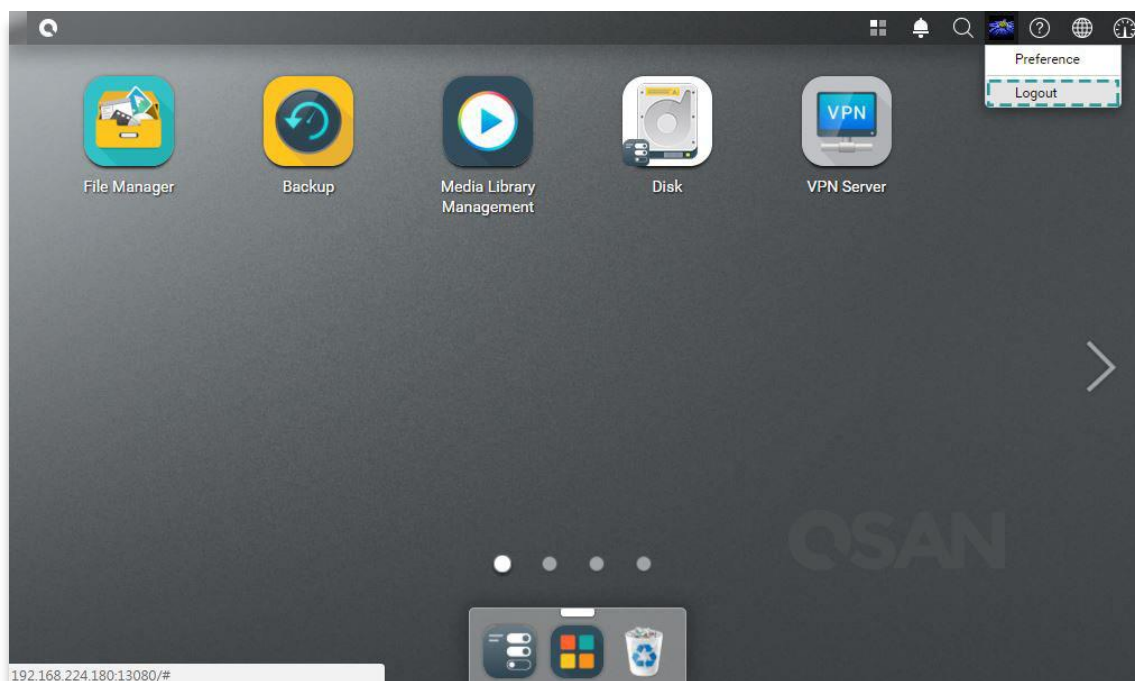 Preference
Logout
VPN
File Manager
Backup
Media Library
Management
Disk
VPN Server
QSAN
192.168.224.180:13080/#